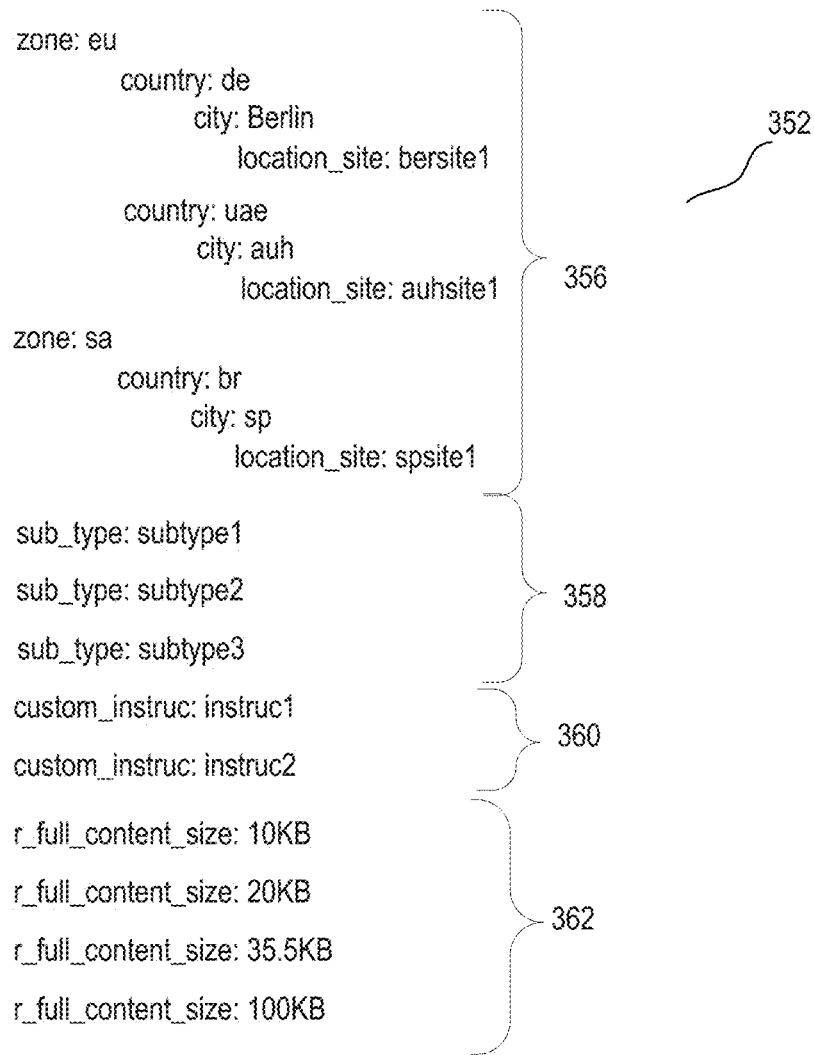 zone: eu
country: de
city: Berlin
location_site: bersite1
country: uae
city: auh
location_site: auhsite1
zone: sa
country: br
city: sp
location_site: spsite1
sub_type: subtype1
sub_type: subtype2
sub_type: subtype3
custom_instruc: instruc1
custom_instruc: instruc2
r_full_content_size: 10KB
r_full_content_size: 20KB
r_full_content_size: 35.5KB
r_full_content_size: 100KB
352
356
358
360
362